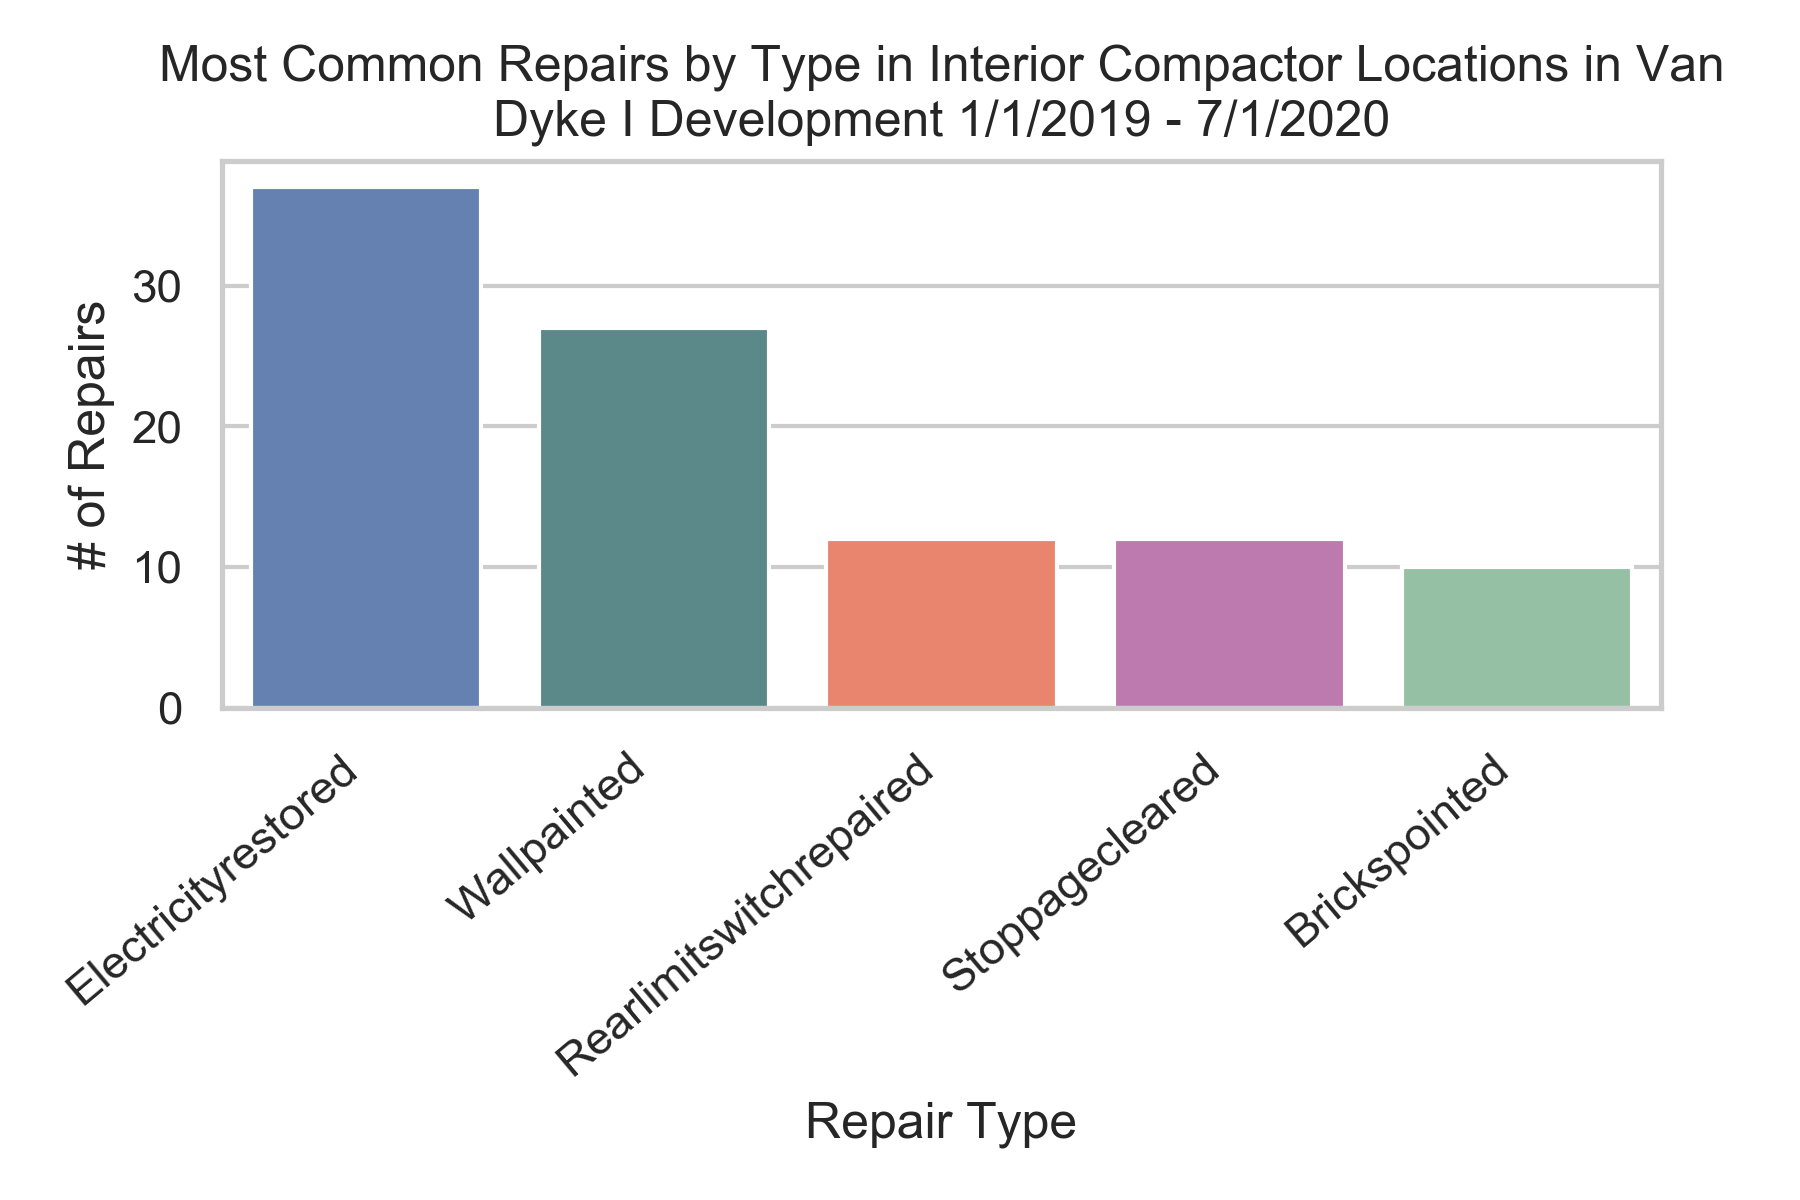 Most Common Repairs by Type in Interior Compactor Locations in Van
Dyke I Development 1/1/2019 - 7/1/2020
# of Repairs
30
20
10
0
Electricityrestored
Wallpainted
Rearlimitswitchrepaired
Stoppagecleared
Brickspointed
Repair Type